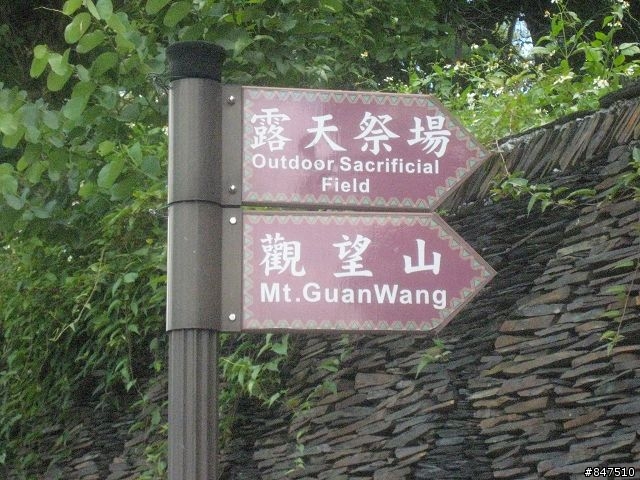 露天祭場
Outdoor Sacrificial
Field
觀望山
Mt.GuanWang
#847510